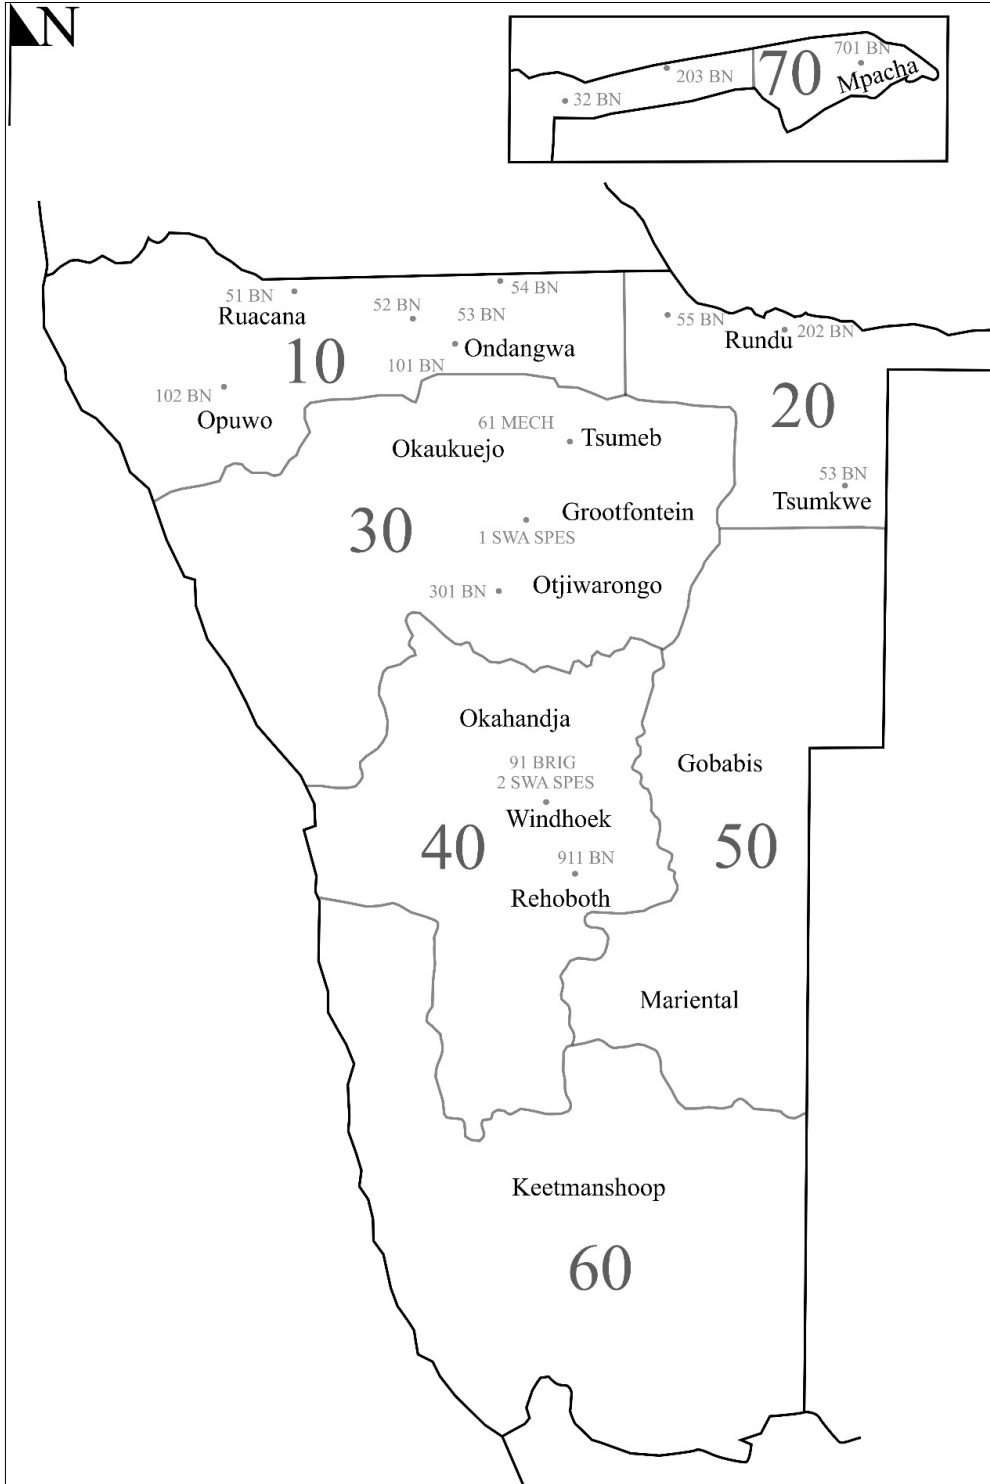 N
701 BN
70
203 BN
Mpacha
32 BN
51 BN
Ruacana
52 BN
54 BN
53 BN
Ondangwa
101 BN
10
102 BN
Opuwo
55 BN
Rundu
202 BN
20
53 BN
Tsumkwe
61 MECH
Okaukuejo
Tsumeb
30
Grootfontein
1 SWA SPES
301 BN
Otjiwarongo
Okahandja
91 BRIG
2 SWA SPES
Windhoek
40
911 BN
Rehoboth
Gobabis
50
Mariental
Keetmanshoop
60